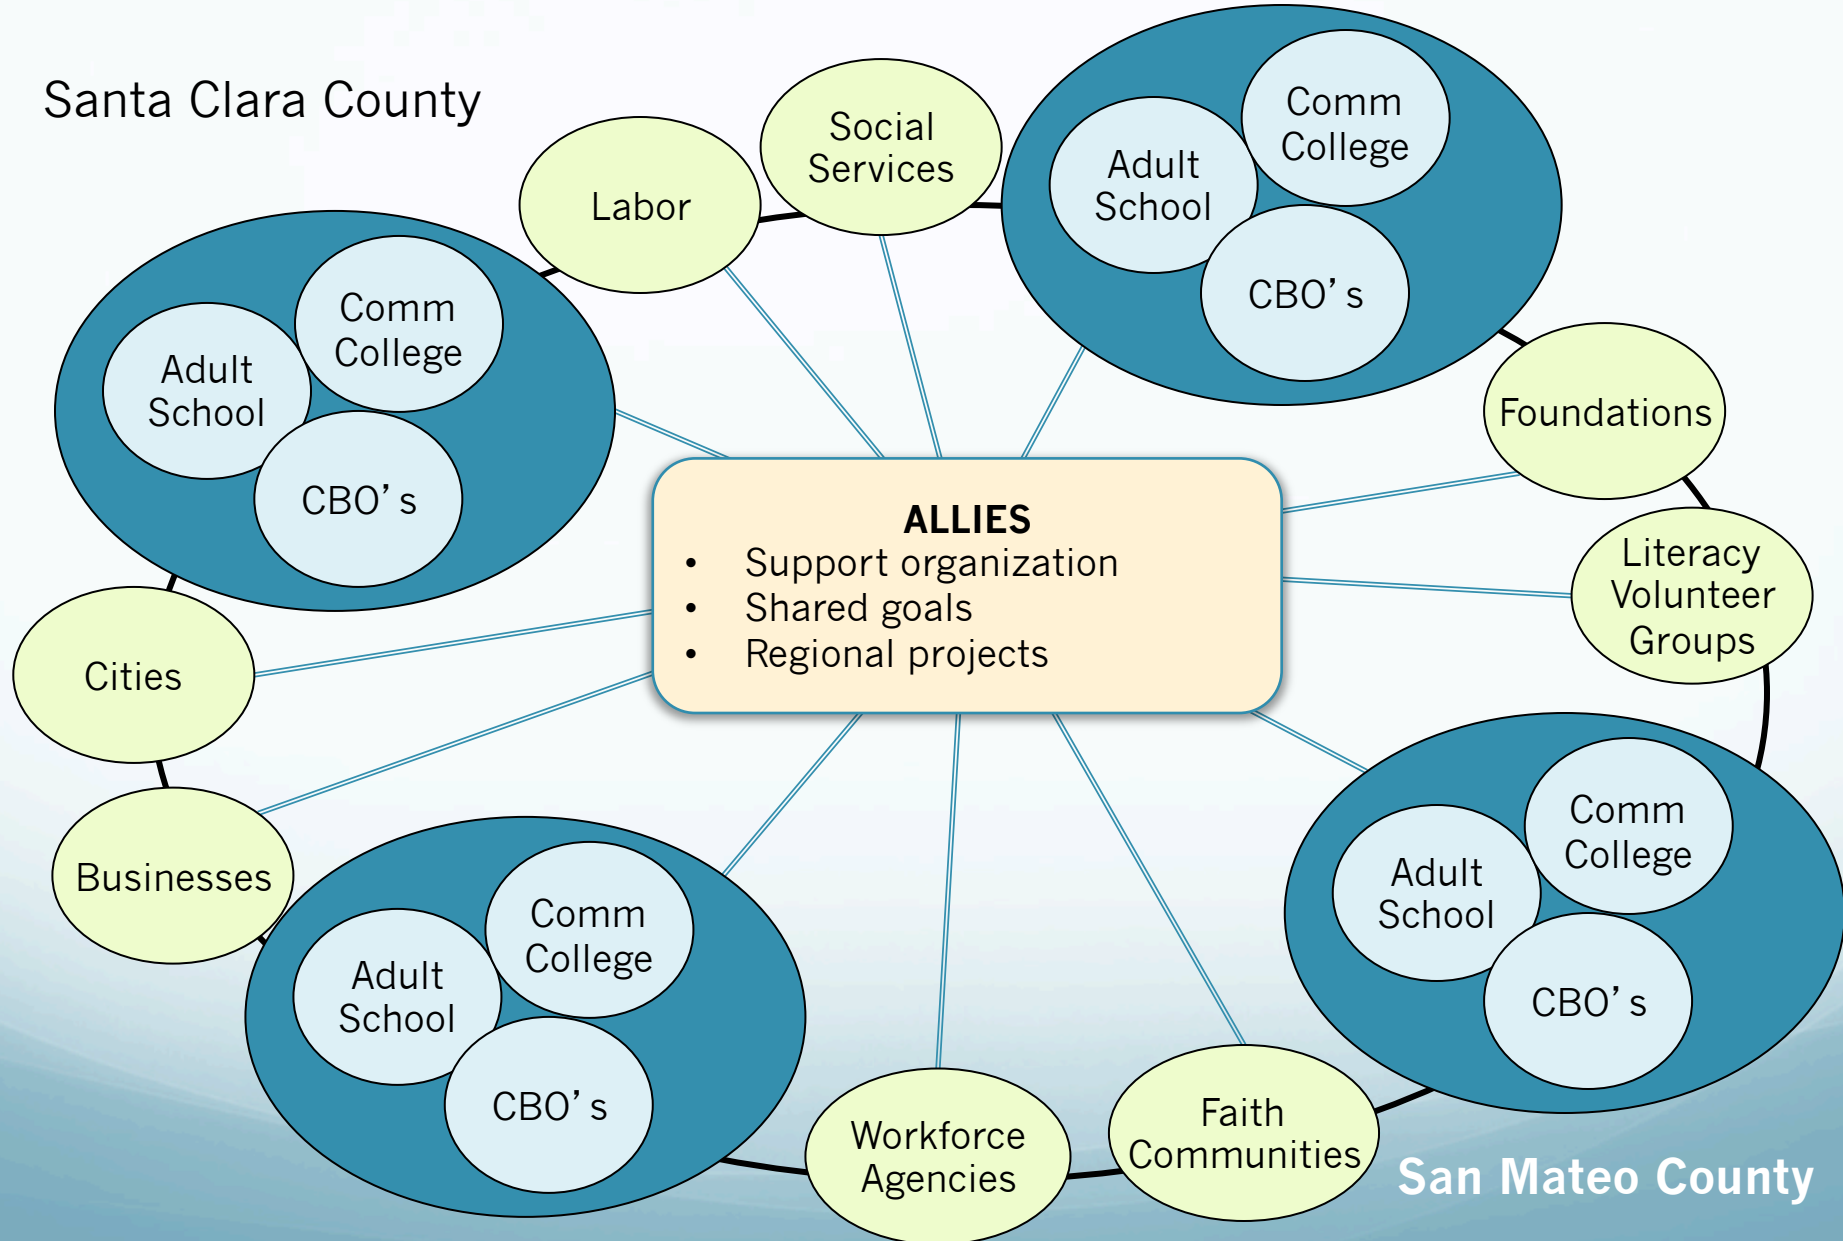 Santa Clara County
Social
Services
Labor
Comm
College
Adult
School
CBO’s
Comm
College
Adult
School
CBO’s
Foundations
ALLIES
• Support organization
• Shared goals
• Regional projects
Literacy
Volunteer
Groups
Cities
Businesses
Comm
College
Adult
School
CBO’s
Comm
College
Adult
School
CBO’s
Workforce
Agencies
Faith
Communities
San Mateo County